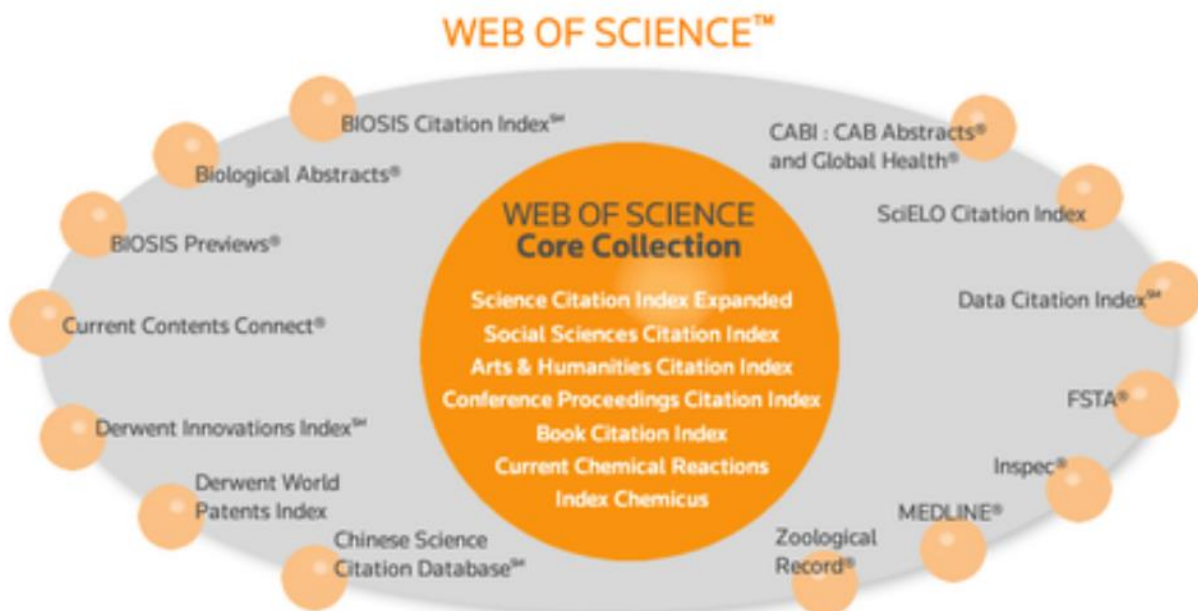 WEB OF SCIENCE™
BIOSIS Citation Index℠
Biological Abstracts®
BIOSIS Previews®
Current Contents Connect®
Derwent Innovations Index℠
Derwent World
Patents Index
Chinese Science
Citation Database℠
WEB OF SCIENCE
Core Collection
Science Citation Index Expanded
Social Sciences Citation Index
Arts & Humanities Citation Index
Conference Proceedings Citation Index
Book Citation Index
Current Chemical Reactions
Index Chemicus
CABI : CAB Abstracts®
and Global Health®
SciELO Citation Index
Data Citation Index℠
FSTA®
Inspec®
MEDLINE®
Zoological
Record®